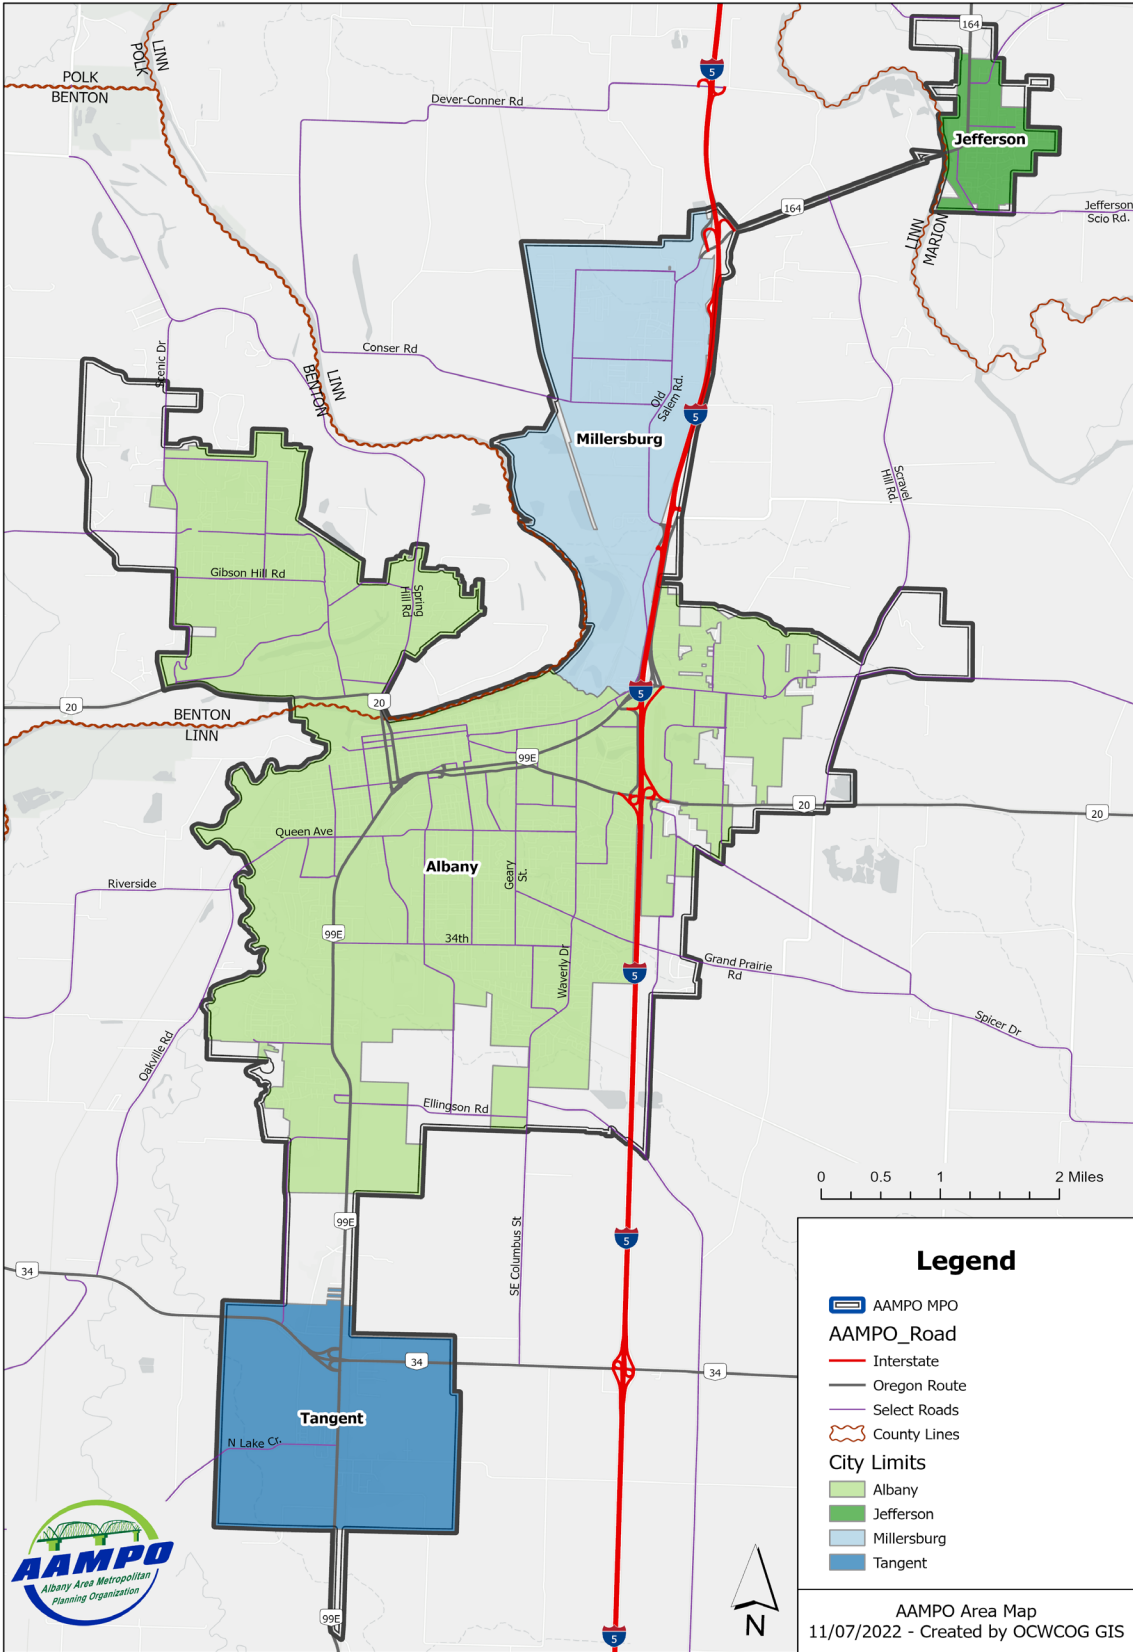 164
LINN
POLK
5
POLK
BENTON
Dever-Conner Rd
Jefferson
164
Jefferson
Scio Rd.
LINN
MARION
Conser Rd
Scenic Dr
LINN
BENTON
Old
Salem Rd.
5
Millersburg
Scravel
Hill Rd.
Gibson Hill Rd
Spring
Hill Rd
5
20
20
BENTON
LINN
99E
20
20
Queen Ave
Albany
Geary
St.
Riverside
99E
34th
Waverly Dr
5
Grand Prairie
Rd
Spicer Dr
Oakville Rd
Ellingson Rd
0 0.5 1 2 Miles
99E
SE Columbus St
5
34
34
34
Tangent
N Lake Cr.
99E
5
Legend
AAMPO MPO
AAMPO_Road
Interstate
Oregon Route
Select Roads
County Lines
City Limits
Albany
Jefferson
Millersburg
Tangent
AAMPO
Albany Area Metropolitan
Planning Organization
N
AAMPO Area Map
11/07/2022 - Created by OCWCOG GIS